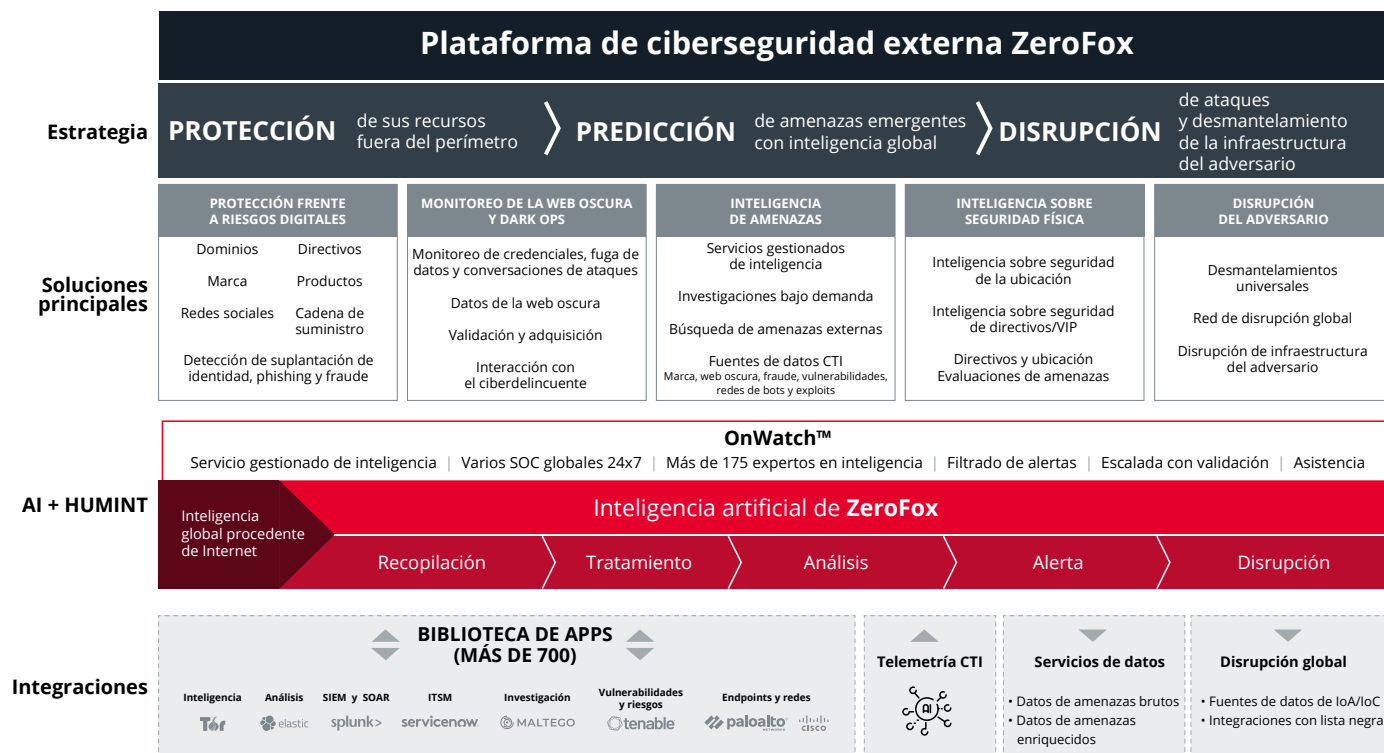 Plataforma de ciberseguridad externa ZeroFox
Estrategia
PROTECCIÓN
de sus recursos
fuera del perímetro
PREDICCIÓN
de amenazas emergentes
con inteligencia global
DISRUPCIÓN
de ataques
y desmantelamiento
de la infraestructura
del adversario
Soluciones
principales
PROTECCIÓN FRENTE
A RIESGOS DIGITALES
Dominios Directivos
Marca Productos
Redes sociales Cadena de
suministro
Detección de suplantación de
identidad, phishing y fraude
MONITOREO DE LA WEB OSCURA
Y DARK OPS
Monitoreo de credenciales, fuga de
datos y conversaciones de ataques
Datos de la web oscura
Validación y adquisición
Interacción con
el ciberdelincuente
INTELIGENCIA
DE AMENAZAS
Servicios gestionados
de inteligencia
Investigaciones bajo demanda
Búsqueda de amenazas externas
Fuentes de datos CTI
Marca, web oscura, fraude, vulnerabilidades,
redes de bots y exploits
INTELIGENCIA SOBRE
SEGURIDAD FÍSICA
Inteligencia sobre seguridad
de la ubicación
Inteligencia sobre seguridad
de directivos/VIP
Directivos y ubicación
Evaluaciones de amenazas
DISRUPCIÓN
DEL ADVERSARIO
Desmantelamientos
universales
Red de disrupción global
Disrupción de infraestructura
del adversario
AI + HUMINT
OnWatch™
Servicio gestionado de inteligencia | Varios SOC globales 24x7 | Más de 175 expertos en inteligencia | Filtrado de alertas | Escalada con validación | Asistencia
Inteligencia
global procedente
de Internet
Inteligencia artificial de ZeroFox
Recopilación Tratamiento Análisis Alerta Disrupción
Integraciones
BIBLIOTECA DE APPS
(MÁS DE 700)
Inteligencia
Tor
Análisis
elastic
SIEM y SOAR
splunk>
ITSM
servicenow
Investigación
MALTEGO
Vulnerabilidades
y riesgos
tenable
Endpoints y redes
paloalto
NETWORKS
CISCO
Telemetría CTI
AI
Servicios de datos
• Datos de amenazas brutos
• Datos de amenazas
enriquecidos
Disrupción global
• Fuentes de datos de IoA/IoC
• Integraciones con lista negra